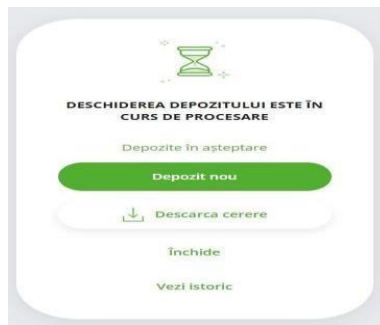 DESCHIDEREA DEPOZITULUI ESTE ÎN
CURS DE PROCESARE
Depozite în așteptare
Depozit nou
Descarca cerere
Închide
Vezi istoric